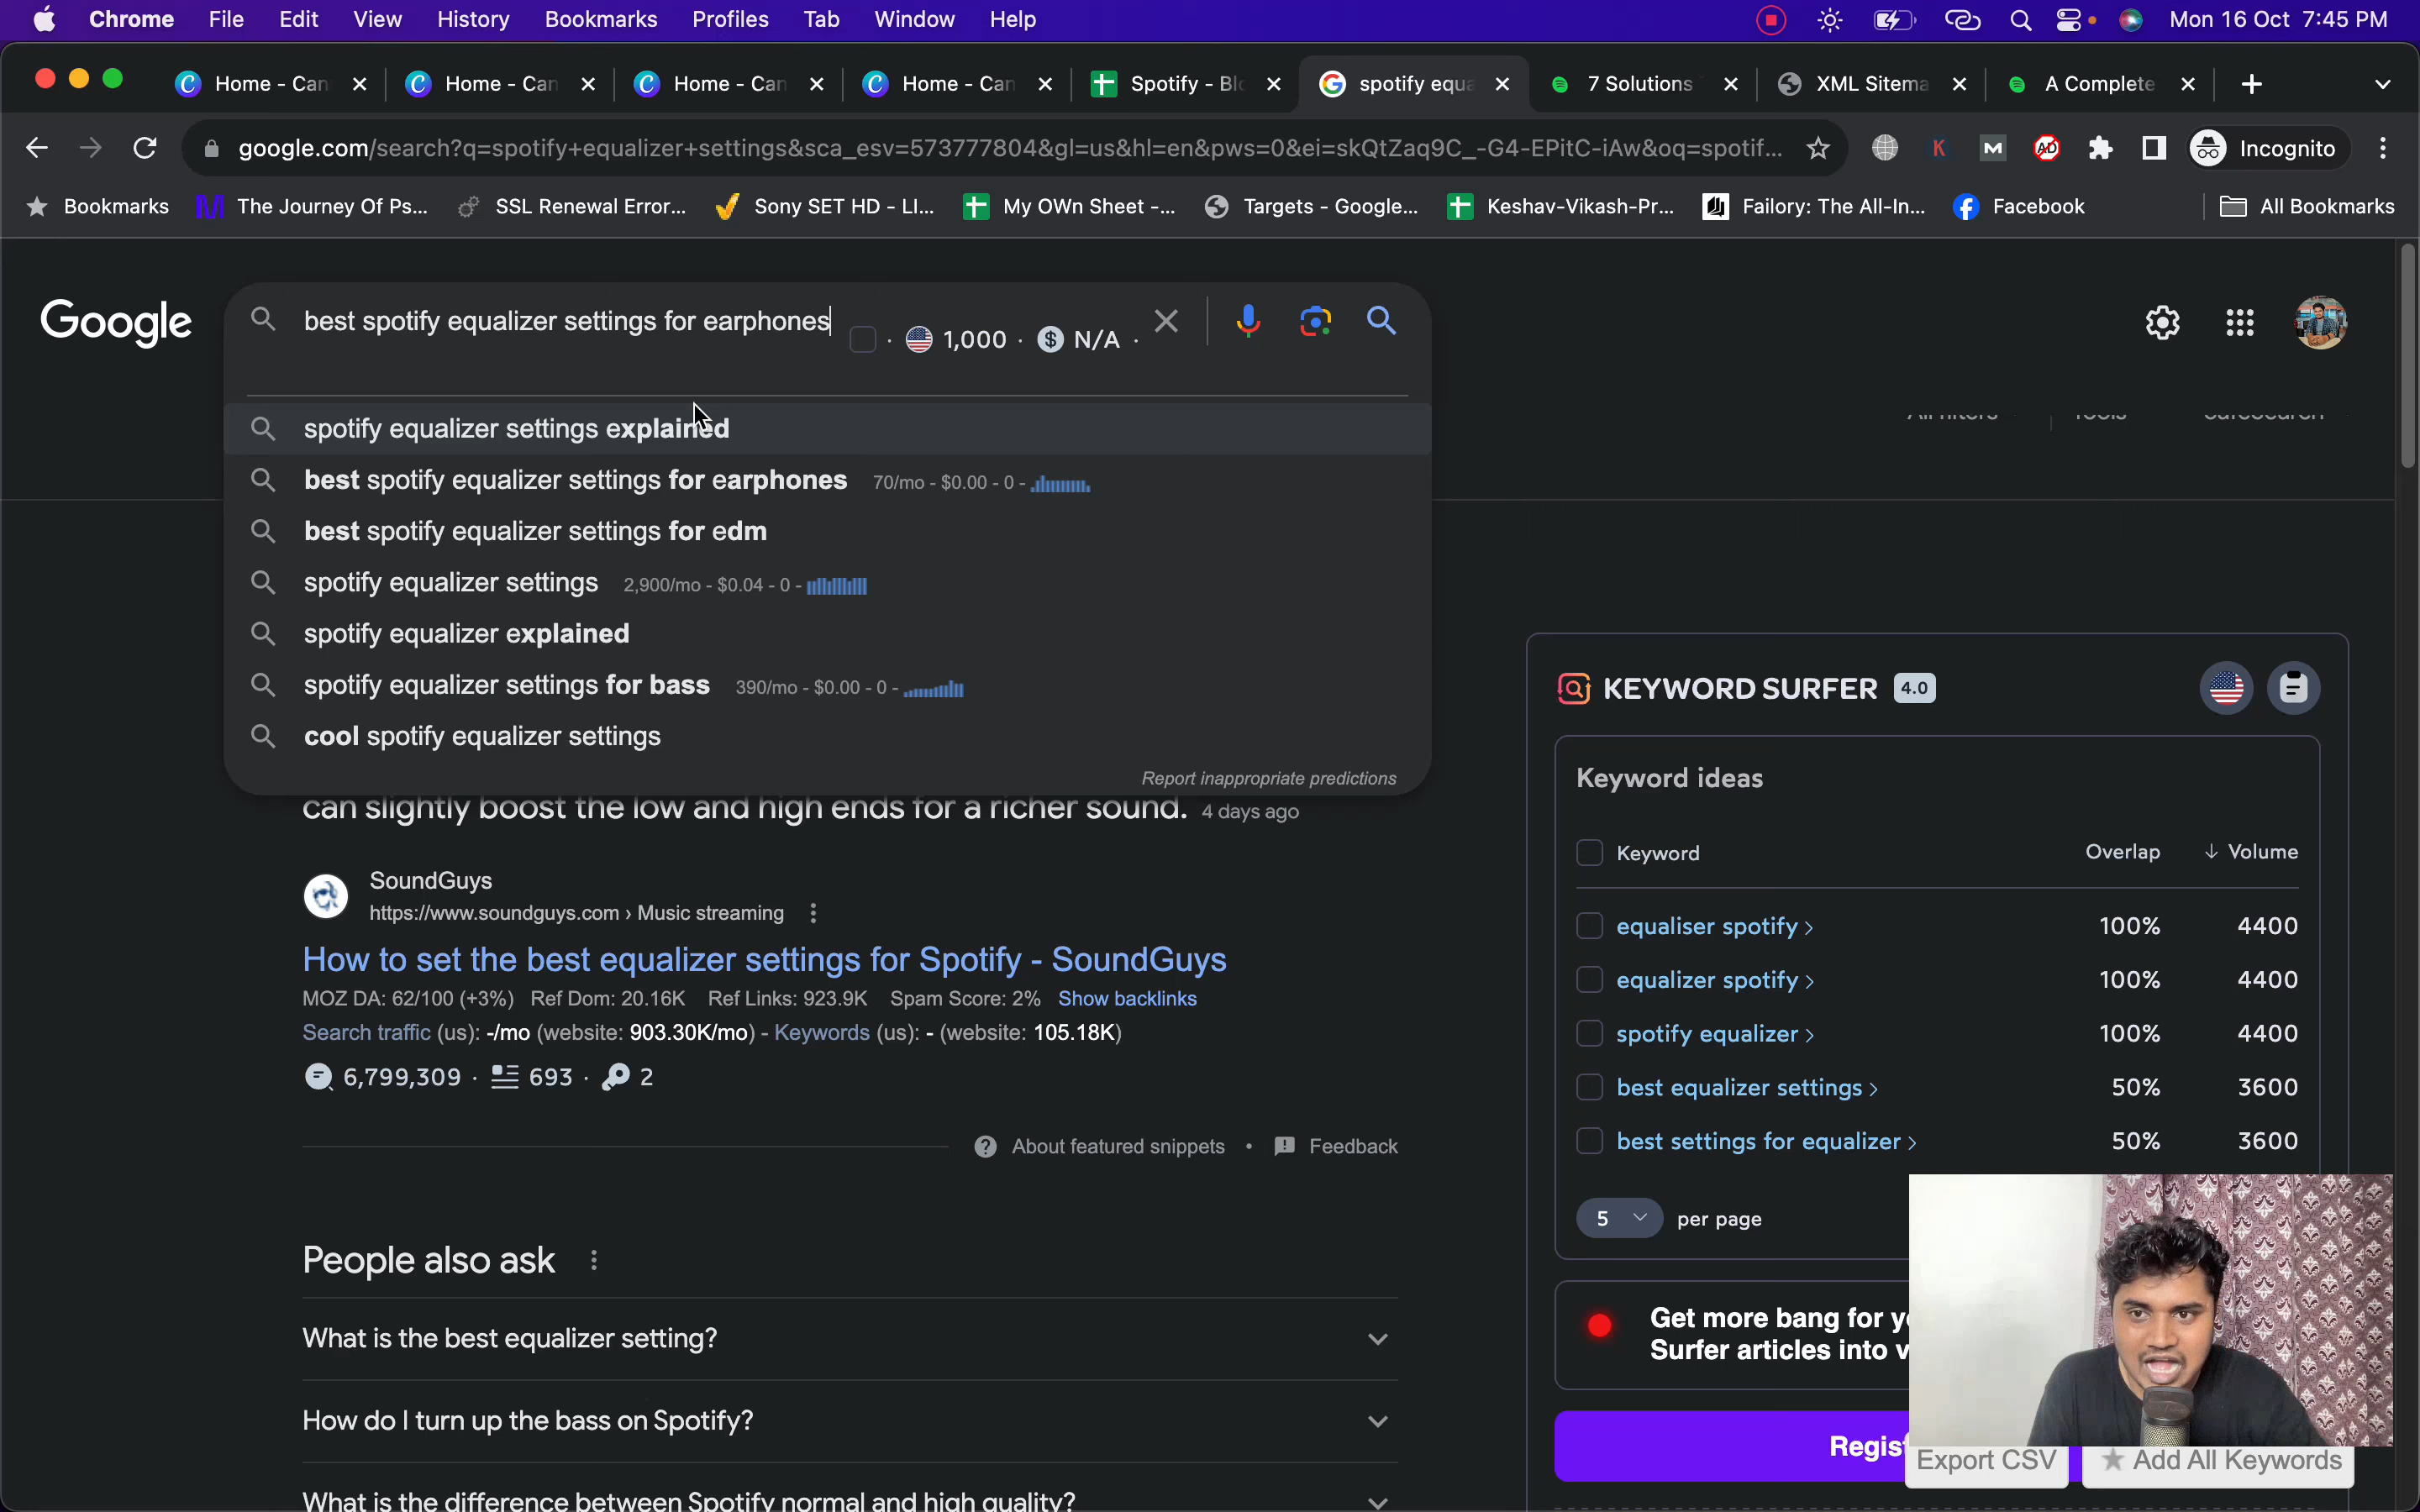 Chrome File Edit View History Bookmarks Profiles Tab Window Help Mon 16 Oct 7:45 PM
Home - Can Home - Can Home - Can Home - Can Spotify - Blo spotify equa 7 Solutions XML Sitema A Complete
google.com/search?q=spotify+equalizer+settings&sca_esv=573777804&gl=us&hl=en&pws=0&ei=skQtZaq9C_-G4-EPitC-iAw&oq=spotif... Incognito
Bookmarks The Journey Of Ps... SSL Renewal Error... Sony SET HD - LI... My OWn Sheet -... Targets - Google... Keshav-Vikash-Pr... Failory: The All-In... Facebook All Bookmarks
Google best spotify equalizer settings for earphones · 1,000 · N/A ·
spotify equalizer settings explained
best spotify equalizer settings for earphones 70/mo - $0.00 - 0 -
best spotify equalizer settings for edm
spotify equalizer settings 2,900/mo - $0.04 - 0 -
spotify equalizer explained
spotify equalizer settings for bass 390/mo - $0.00 - 0 -
cool spotify equalizer settings
Report inappropriate predictions
can slightly boost the low and high ends for a richer sound. 4 days ago
SoundGuys
https://www.soundguys.com › Music streaming
How to set the best equalizer settings for Spotify - SoundGuys
MOZ DA: 62/100 (+3%) Ref Dom: 20.16K Ref Links: 923.9K Spam Score: 2% Show backlinks
Search traffic (us): -/mo (website: 903.30K/mo) - Keywords (us): - (website: 105.18K)
6,799,309 · 693 · 2
About featured snippets • Feedback
People also ask
What is the best equalizer setting?
How do I turn up the bass on Spotify?
What is the difference between Spotify normal and high quality?
KEYWORD SURFER 4.0
Keyword ideas
Keyword Overlap Volume
equaliser spotify 100% 4400
equalizer spotify 100% 4400
spotify equalizer 100% 4400
best equalizer settings 50% 3600
best settings for equalizer 50% 3600
5 per page
Get more bang for y
Surfer articles into v
Regis
Export CSV Add All Keywords